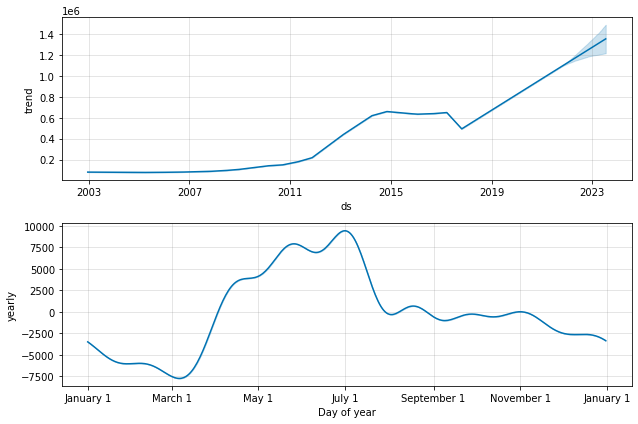 1e6
1.4
1.2
1.0
0.8
0.6
0.4
0.2
trend
2003 2007 2011 2015 2019 2023
ds
10000
7500
5000
2500
0
−2500
−5000
−7500
yearly
January 1 March 1 May 1 July 1 September 1 November 1 January 1
Day of year